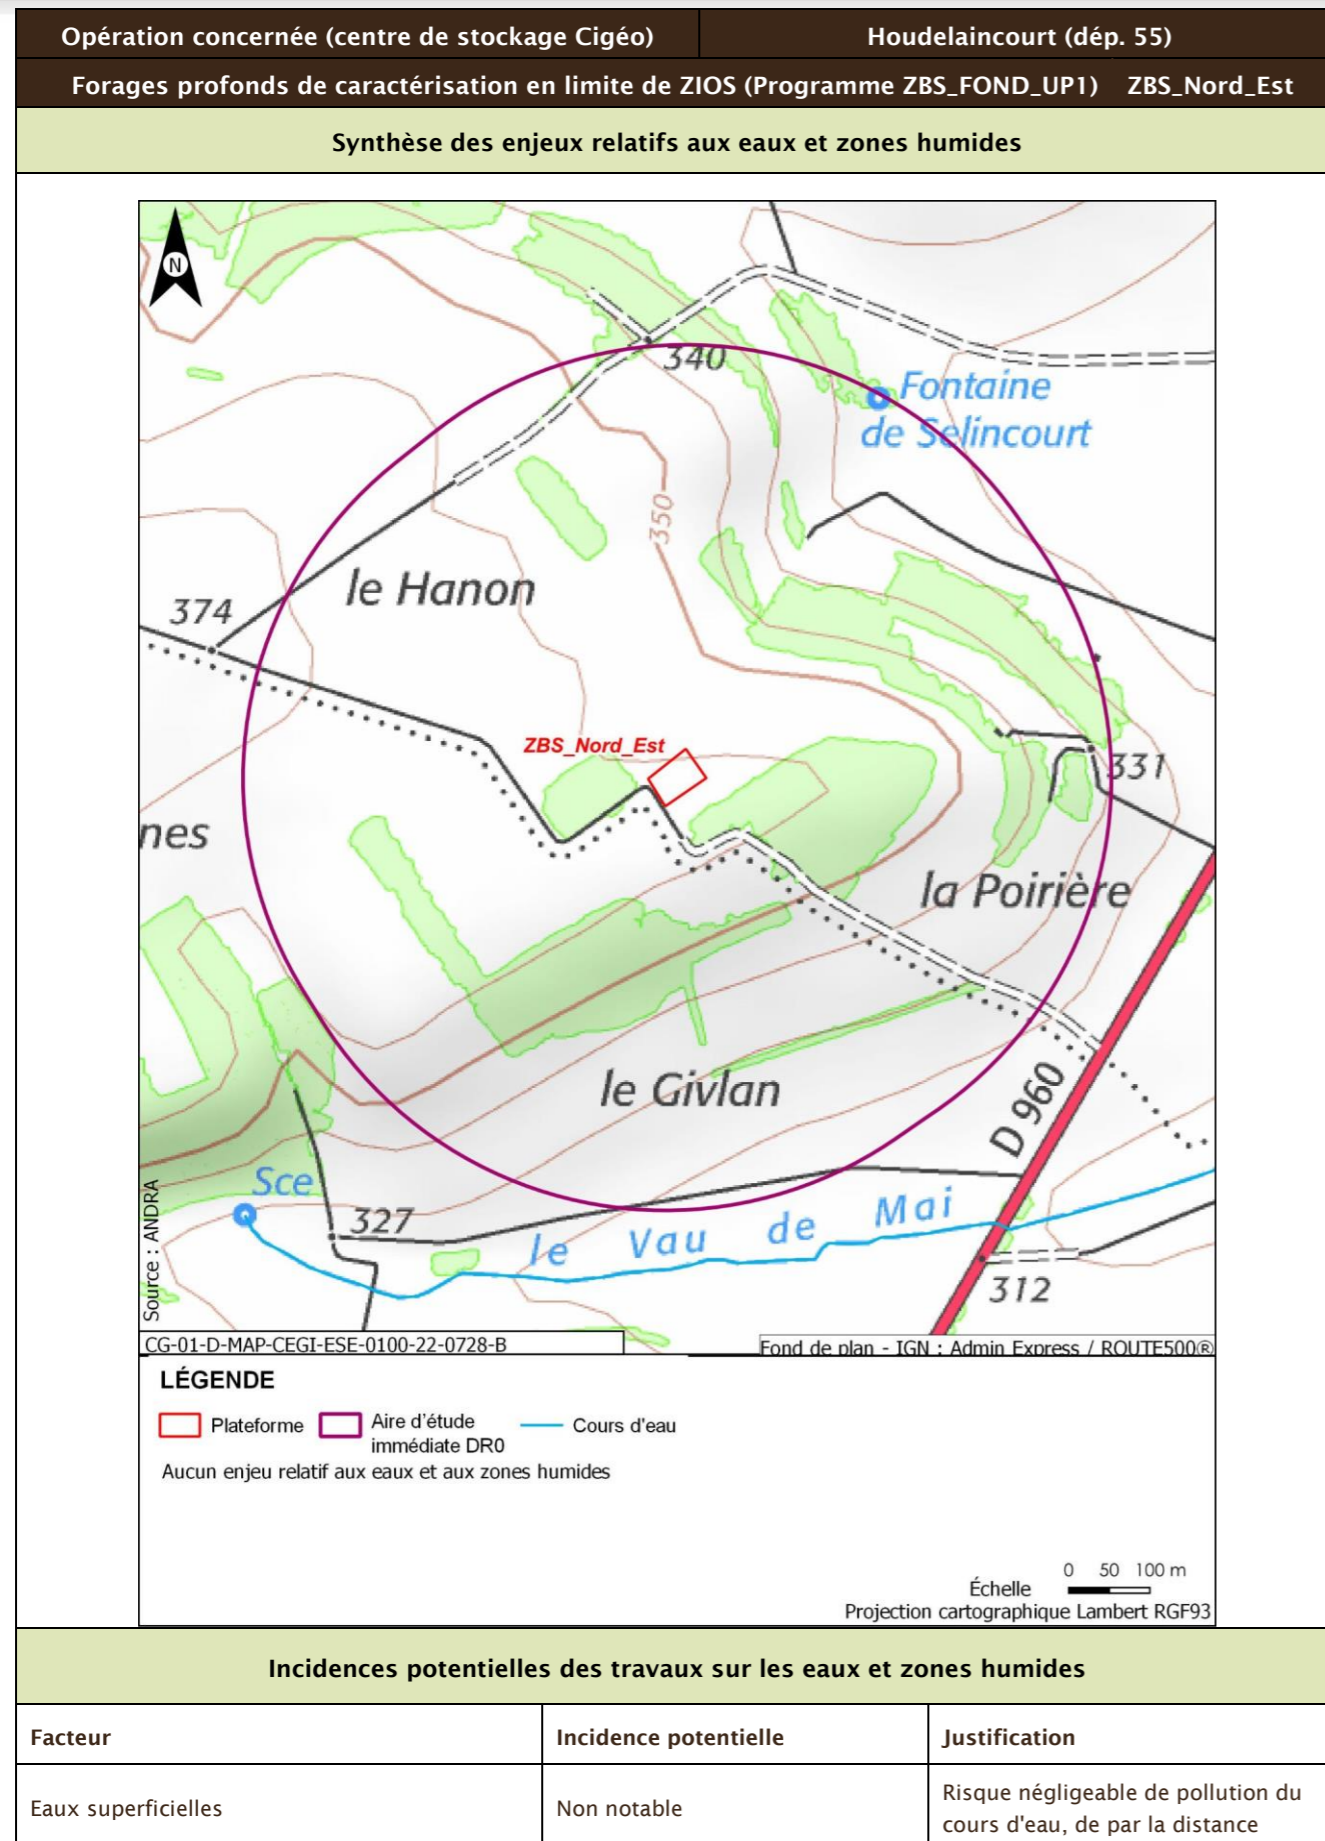 Opération concernée (centre de stockage Cigéo)
Houdelaincourt (dép. 55)
Forages profonds de caractérisation en limite de ZIOS (Programme ZBS_FOND_UP1) ZBS_Nord_Est
Synthèse des enjeux relatifs aux eaux et zones humides
N
340
Fontaine
de Selincourt
350
le Hanon
374
ZBS_Nord_Est
331
nes
la Poirière
le Givlan
D 960
Sce
327
le Vau de Mai
312
Source : ANDRA
CG-01-D-MAP-CEGI-ESE-0100-22-0728-B
Fond de plan - IGN : Admin Express / ROUTE500®
LÉGENDE
Plateforme
Aire d'étude
immédiate DR0
Cours d'eau
Aucun enjeu relatif aux eaux et aux zones humides
0 50 100 m
Échelle
Projection cartographique Lambert RGF93
Incidences potentielles des travaux sur les eaux et zones humides
Facteur
Incidence potentielle
Justification
Eaux superficielles
Non notable
Risque négligeable de pollution du
cours d'eau, de par la distance